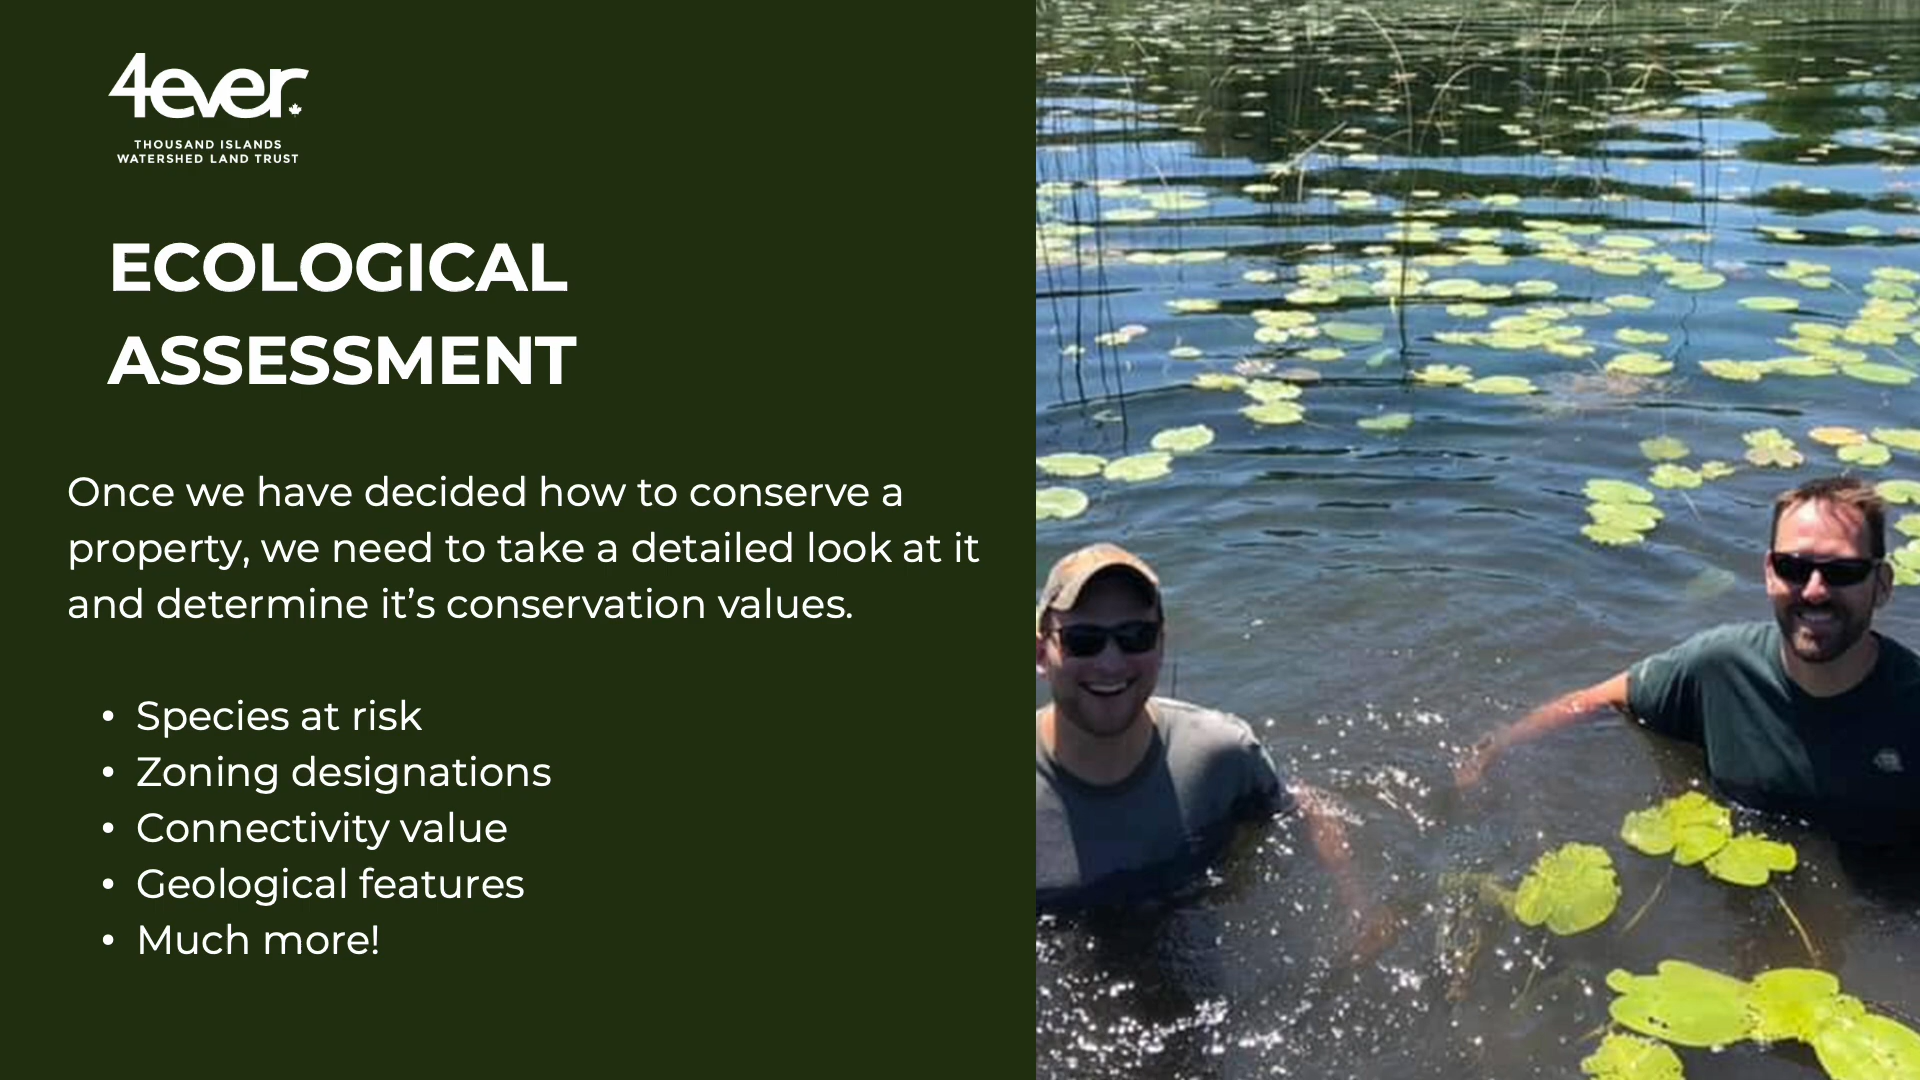 4ever.
THOUSAND ISLANDS
WATERSHED LAND TRUST
ECOLOGICAL
ASSESSMENT
Once we have decided how to conserve a
property, we need to take a detailed look at it
and determine it’s conservation values.
• Species at risk
• Zoning designations
• Connectivity value
• Geological features
• Much more!